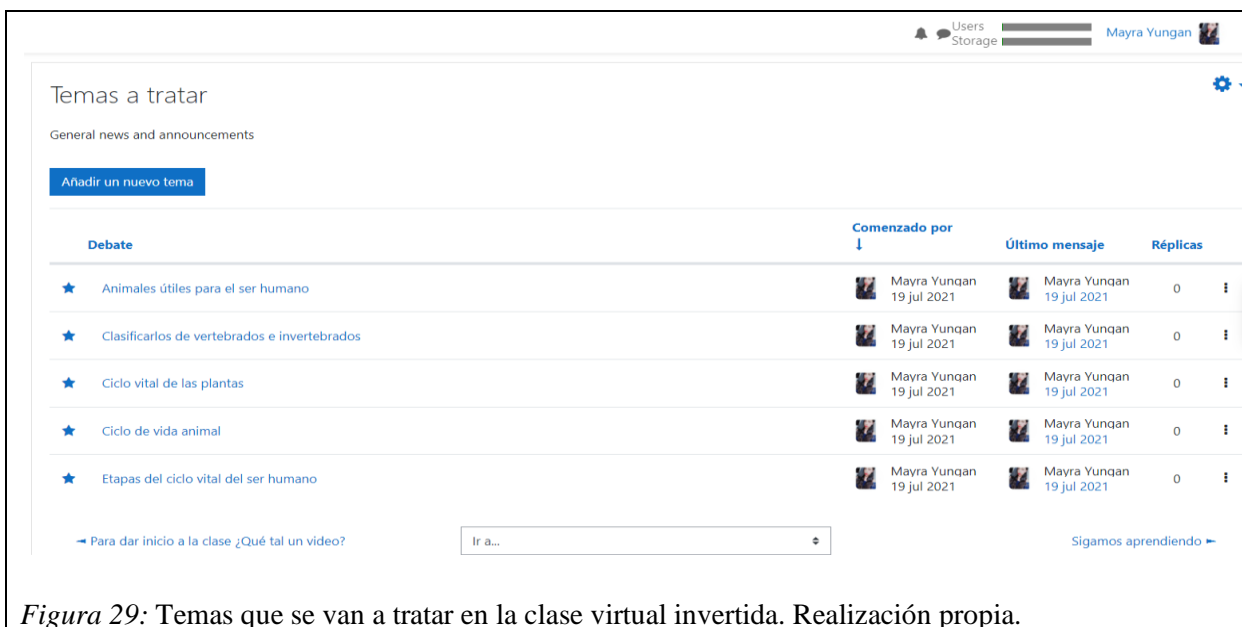 Users
Storage
Mayra Yungan
Temas a tratar
General news and announcements
Añadir un nuevo tema
Debate Comenzado por ↓ Último mensaje Réplicas
Animales útiles para el ser humano Mayra Yungan Mayra Yungan 0
19 jul 2021 19 jul 2021
Clasificarlos de vertebrados e invertebrados Mayra Yungan Mayra Yungan 0
19 jul 2021 19 jul 2021
Ciclo vital de las plantas Mayra Yungan Mayra Yungan 0
19 jul 2021 19 jul 2021
Ciclo de vida animal Mayra Yungan Mayra Yungan 0
19 jul 2021 19 jul 2021
Etapas del ciclo vital del ser humano Mayra Yungan Mayra Yungan 0
19 jul 2021 19 jul 2021
◄ Para dar inicio a la clase ¿Qué tal un video? Ir a... Sigamos aprendiendo ►
Figura 29: Temas que se van a tratar en la clase virtual invertida. Realización propia.